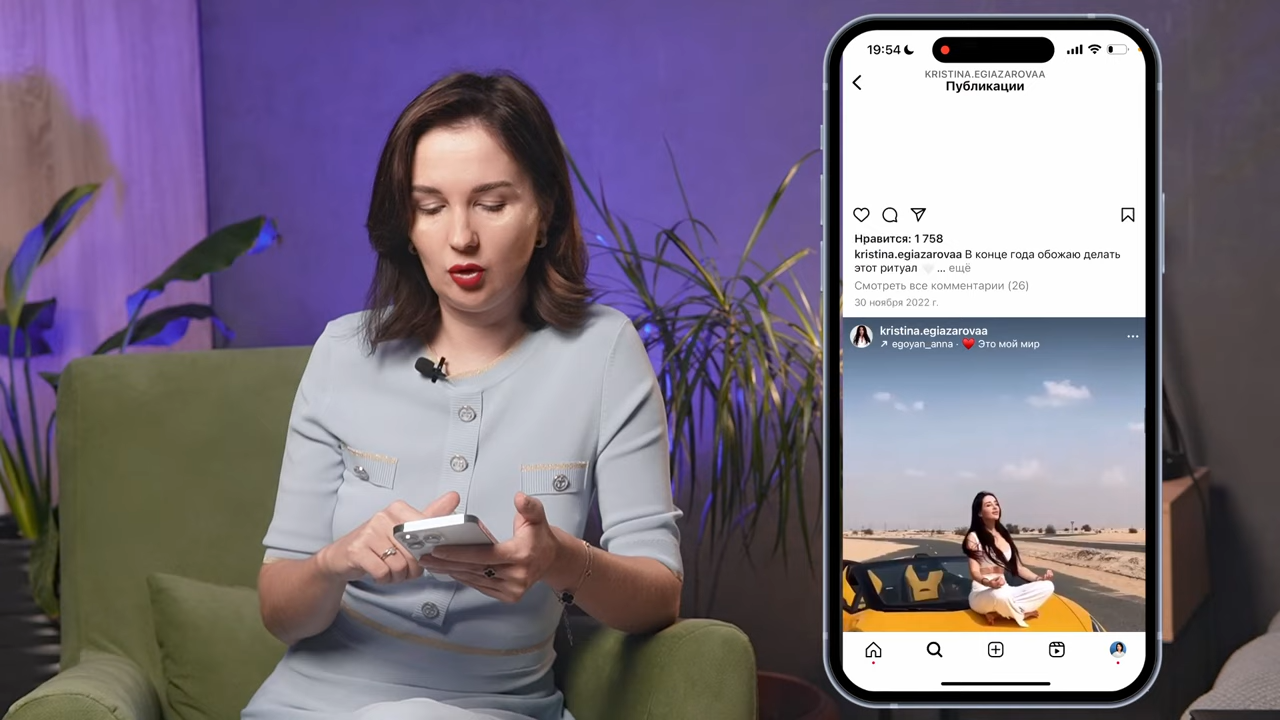 19:54
KRISTINA.EGIAZAROVAA
Публикации
Нравится: 1 758
kristina.egiazarovaa В конце года обожаю делать
этот ритуал 🤍 ... ещё
Смотреть все комментарии (26)
30 ноября 2022 г.
kristina.egiazarovaa
egoyan_anna · ❤️ Это мой мир